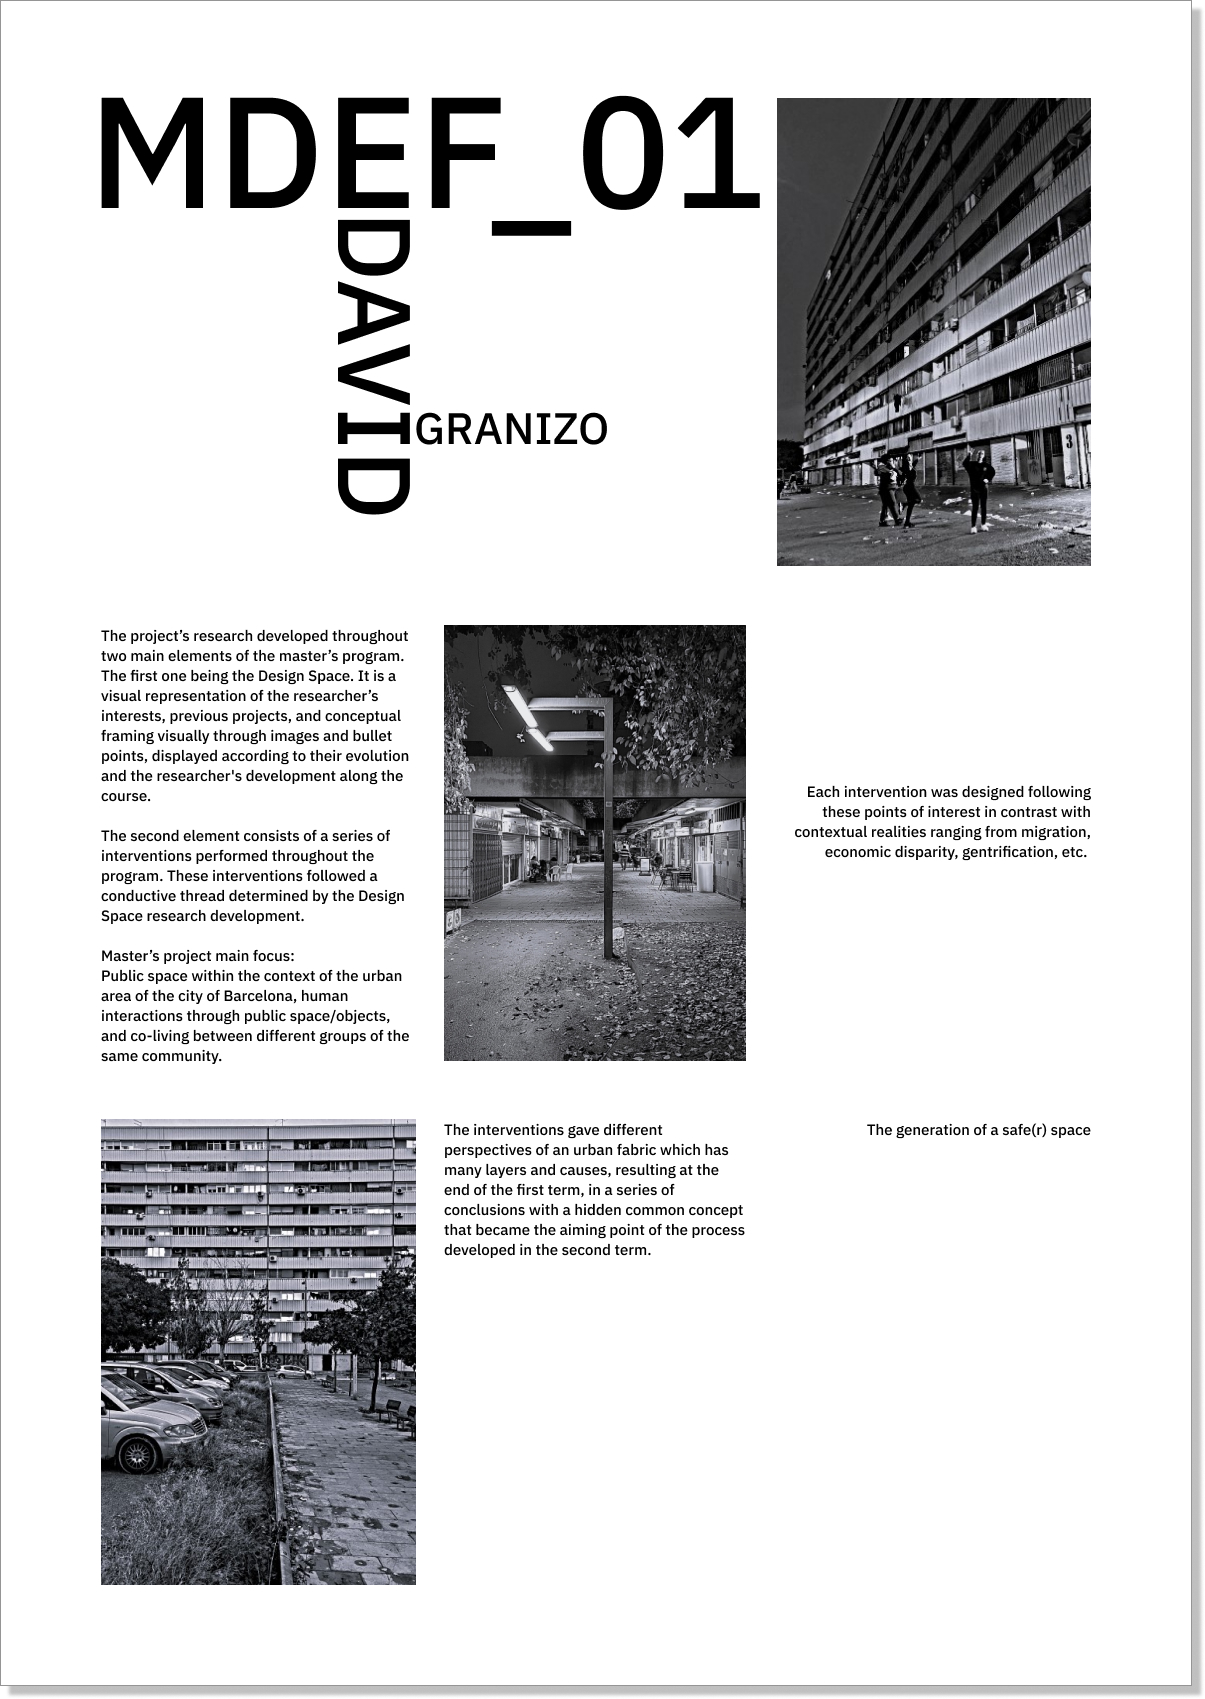 MDEF_01
DAVID
GRANIZO
3
The project’s research developed throughout
two main elements of the master’s program.
The first one being the Design Space. It is a
visual representation of the researcher’s
interests, previous projects, and conceptual
framing visually through images and bullet
points, displayed according to their evolution
and the researcher's development along the
course.
The second element consists of a series of
interventions performed throughout the
program. These interventions followed a
conductive thread determined by the Design
Space research development.
Master’s project main focus:
Public space within the context of the urban
area of the city of Barcelona, human
interactions through public space/objects,
and co-living between different groups of the
same community.
Each intervention was designed following
these points of interest in contrast with
contextual realities ranging from migration,
economic disparity, gentrification, etc.
The interventions gave different
perspectives of an urban fabric which has
many layers and causes, resulting at the
end of the first term, in a series of
conclusions with a hidden common concept
that became the aiming point of the process
developed in the second term.
The generation of a safe(r) space